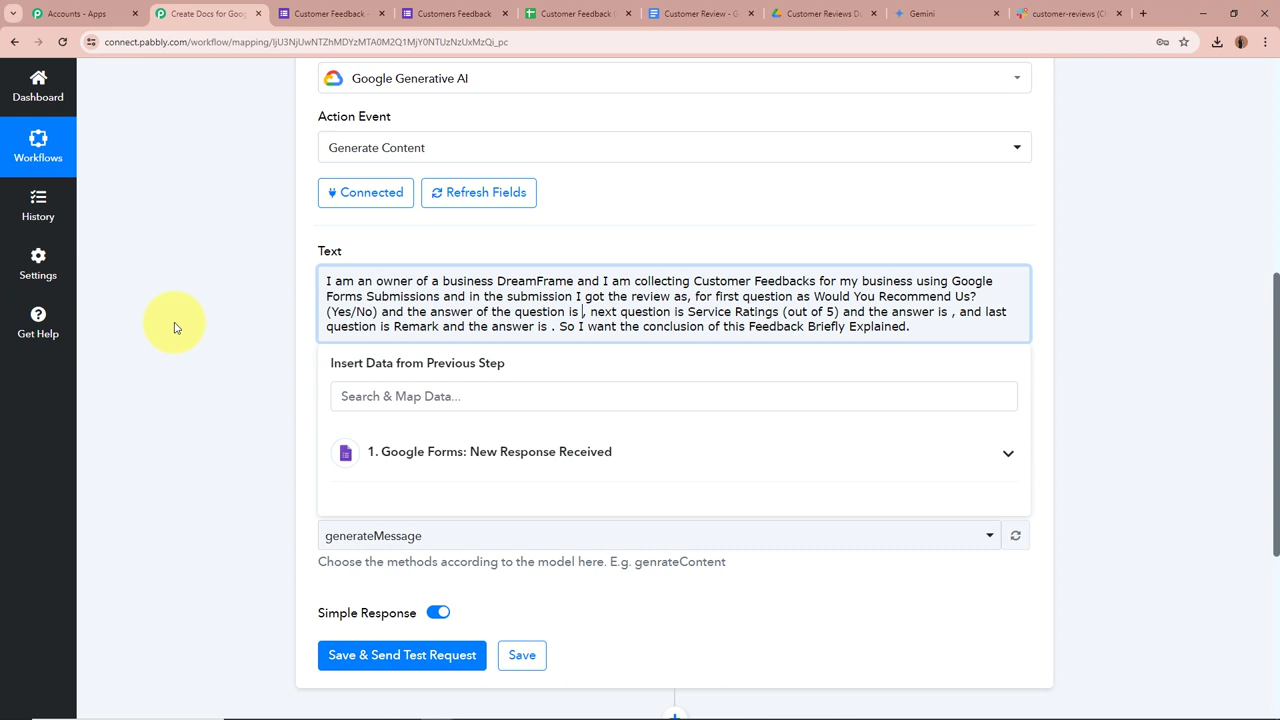 Accounts - Apps
Create Docs for Goog
Customer Feedback -
Customers Feedback
Customer Feedback (
Customer Review - G
Customer Reviews D
Gemini
customer-reviews (C
connect.pabbly.com/workflow/mapping/
Dashboard
Workflows
History
Settings
Get Help
Google Generative AI
Action Event
Generate Content
Connected
Refresh Fields
Text
I am an owner of a business DreamFrame and I am collecting Customer Feedbacks for my business using Google
Forms Submissions and in the submission I got the review as, for first question as Would You Recommend Us?
(Yes/No) and the answer of the question is , next question is Service Ratings (out of 5) and the answer is , and last
question is Remark and the answer is . So I want the conclusion of this Feedback Briefly Explained.
Insert Data from Previous Step
Search & Map Data...
1. Google Forms: New Response Received
generateMessage
Choose the methods according to the model here. E.g. genrateContent
Simple Response
Save & Send Test Request
Save